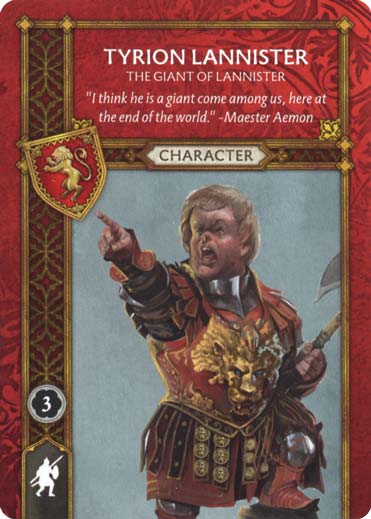 TYRION LANNISTER
THE GIANT OF LANNISTER
"I think he is a giant come among us, here at
the end of the world." -Maester Aemon
CHARACTER
3